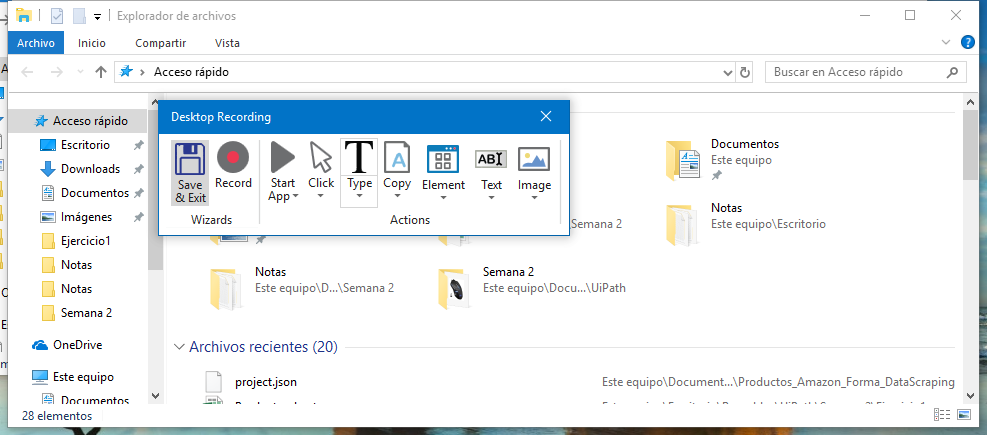 Explorador de archivos
Archivo Inicio Compartir Vista
Acceso rápido
Buscar en Acceso rápido
Acceso rápido
Escritorio
Downloads
Documentos
Imágenes
Ejercicio1
Notas
Notas
Semana 2
OneDrive
Este equipo
Documentos
28 elementos
Desktop Recording
Save & Exit
Record
Start App
Click
Type
Copy
Element
Text
Image
Wizards
Actions
Documentos
Este equipo
\Semana 2
Notas
Este equipo\Escritorio
Notas
Este equipo\D...\Semana 2
Semana 2
Este equipo\Docu...\UiPath
Archivos recientes (20)
project.json
Este equipo\Document...\Productos_Amazon_Forma_DataScraping